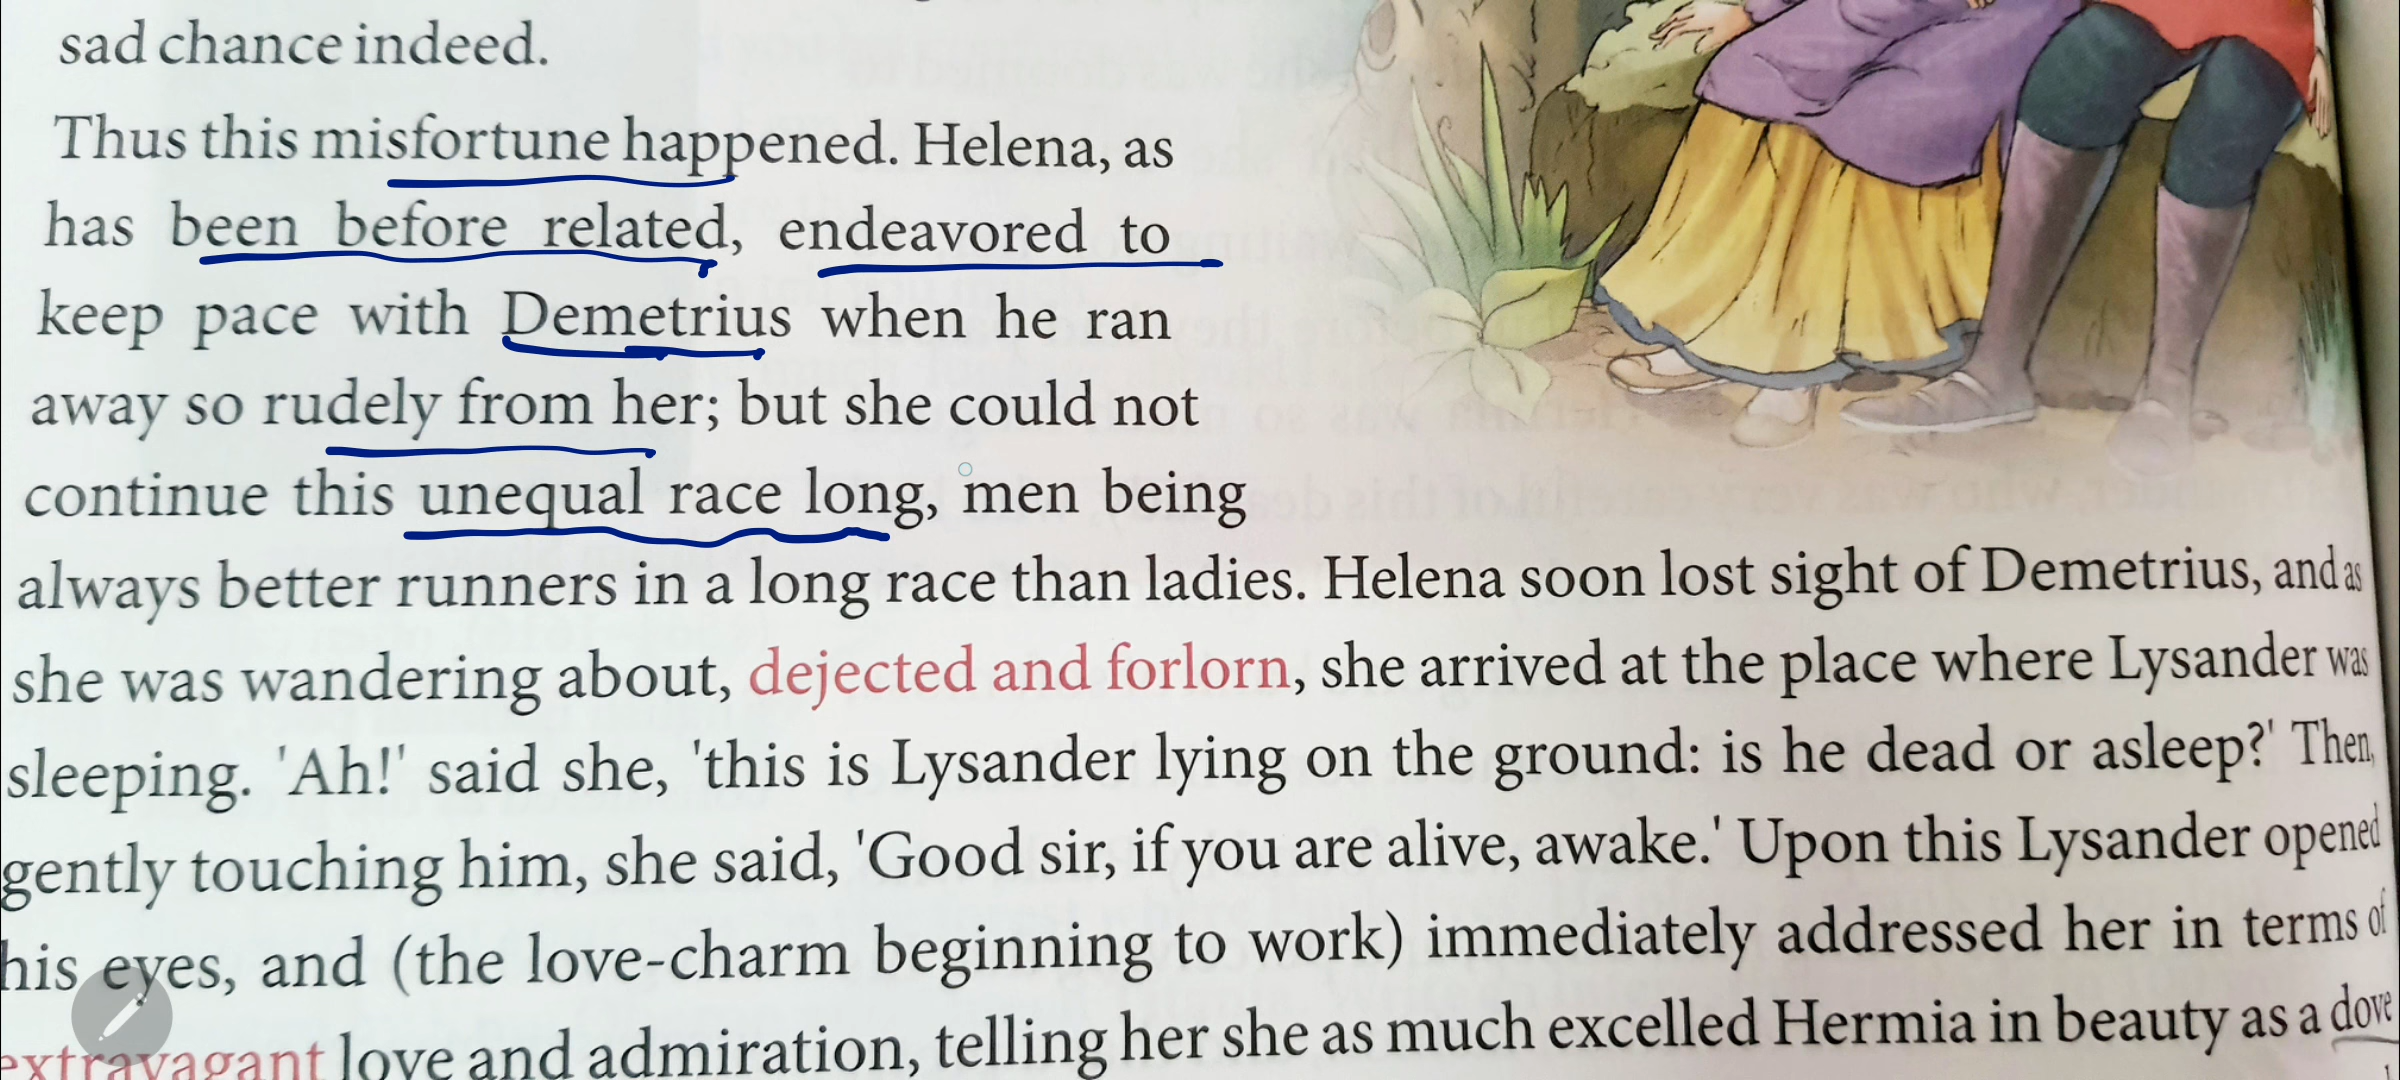 sad chance indeed.
Thus this misfortune happened. Helena, as
has been before related, endeavored to
keep pace with Demetrius when he ran
away so rudely from her; but she could not
continue this unequal race long, men being
always better runners in a long race than ladies. Helena soon lost sight of Demetrius, and as
she was wandering about, dejected and forlorn, she arrived at the place where Lysander was
sleeping. 'Ah!' said she, 'this is Lysander lying on the ground: is he dead or asleep?' Then,
gently touching him, she said, 'Good sir, if you are alive, awake.' Upon this Lysander opened
his eyes, and (the love-charm beginning to work) immediately addressed her in terms of
extravagant love and admiration, telling her she as much excelled Hermia in beauty as a dove